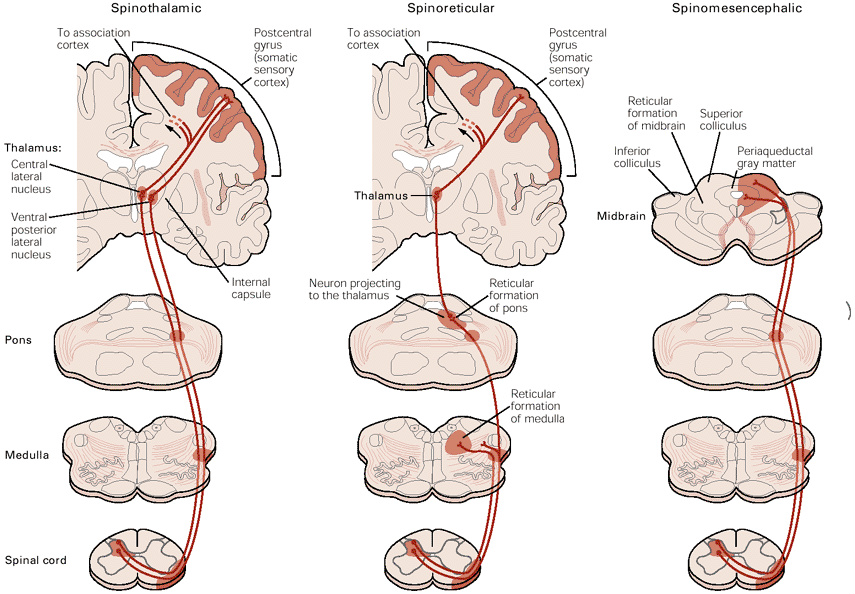 Spinothalamic
Spinoreticular
Spinomesencephalic
To association
cortex
Postcentral
gyrus
(somatic
sensory
cortex)
To association
cortex
Postcentral
gyrus
(somatic
sensory
cortex)
Reticular
formation
of midbrain
Superior
colliculus
Inferior
colliculus
Periaqueductal
gray matter
Thalamus:
Central
lateral
nucleus
Ventral
posterior
lateral
nucleus
Thalamus
Midbrain
Internal
capsule
Neuron projecting
to the thalamus
Reticular
formation
of pons
Pons
Reticular
formation
of medulla
Medulla
Spinal cord
)